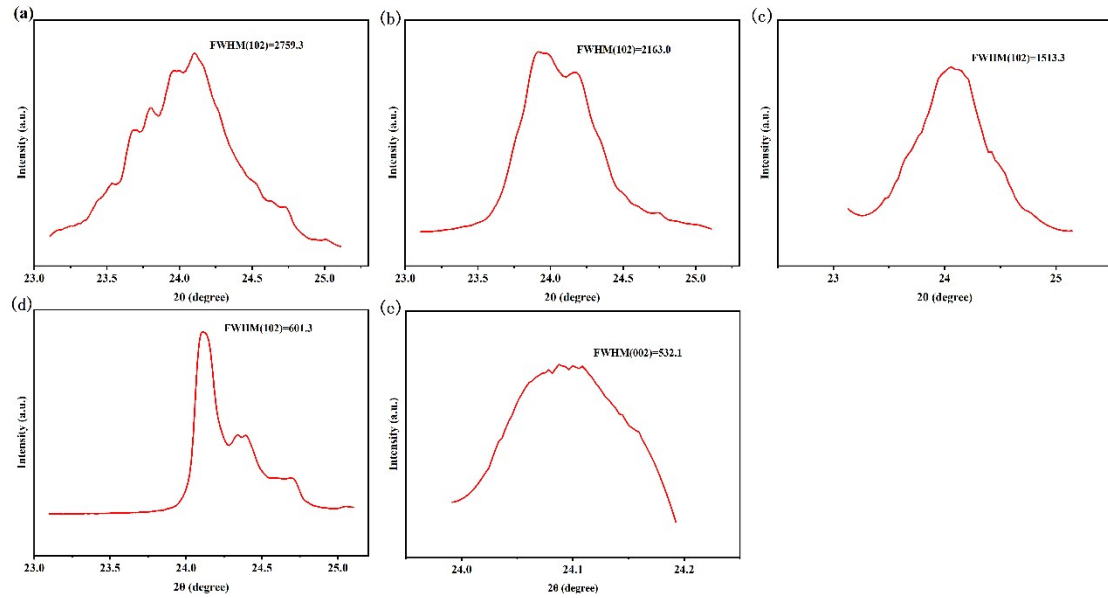 (a)
FWHM(102)=2759.3
Intensity (a.u.)
23.0 23.5 24.0 24.5 25.0
2θ (degree)
(b)
FWHM(102)=2163.0
Intensity (a.u.)
23.0 23.5 24.0 24.5 25.0
2θ (degree)
(c)
FWHM(102)=1513.3
Intensity (a.u.)
23 24 25
2θ (degree)
(d)
FWHM(102)=601.3
Intensity (a.u.)
23.0 23.5 24.0 24.5 25.0
2θ (degree)
(e)
FWHM(002)=532.1
Intensity (a.u.)
24.0 24.1 24.2
2θ (degree)